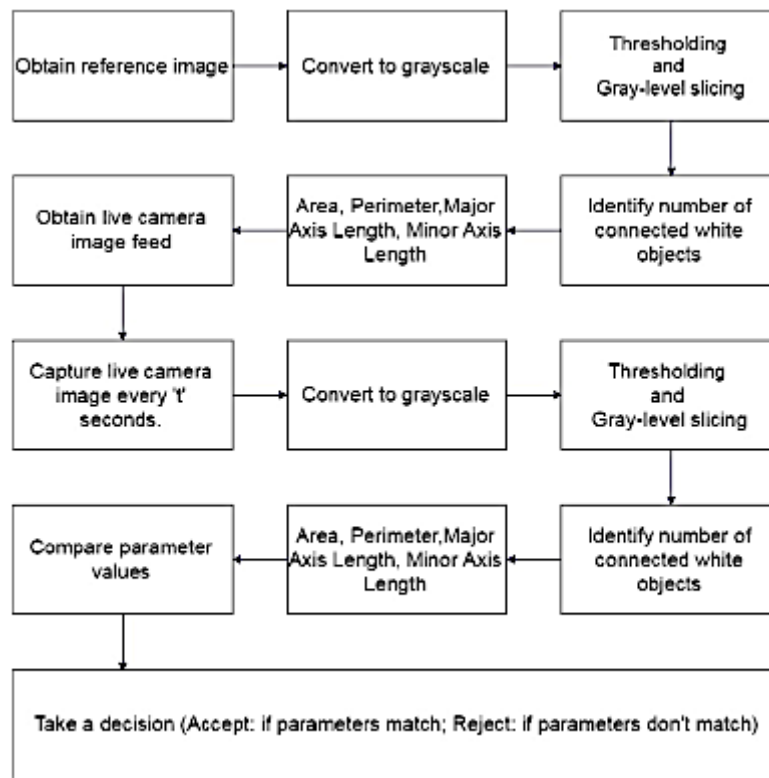 Obtain reference image
Convert to grayscale
Thresholding
and
Gray-level slicing
Identify number of
connected white
objects
Area, Perimeter,Major
Axis Length, Minor Axis
Length
Obtain live camera
image feed
Capture live camera
image every 't'
seconds.
Convert to grayscale
Thresholding
and
Gray-level slicing
Identify number of
connected white
objects
Area, Perimeter,Major
Axis Length, Minor Axis
Length
Compare parameter
values
Take a decision (Accept: if parameters match; Reject: if parameters don't match)